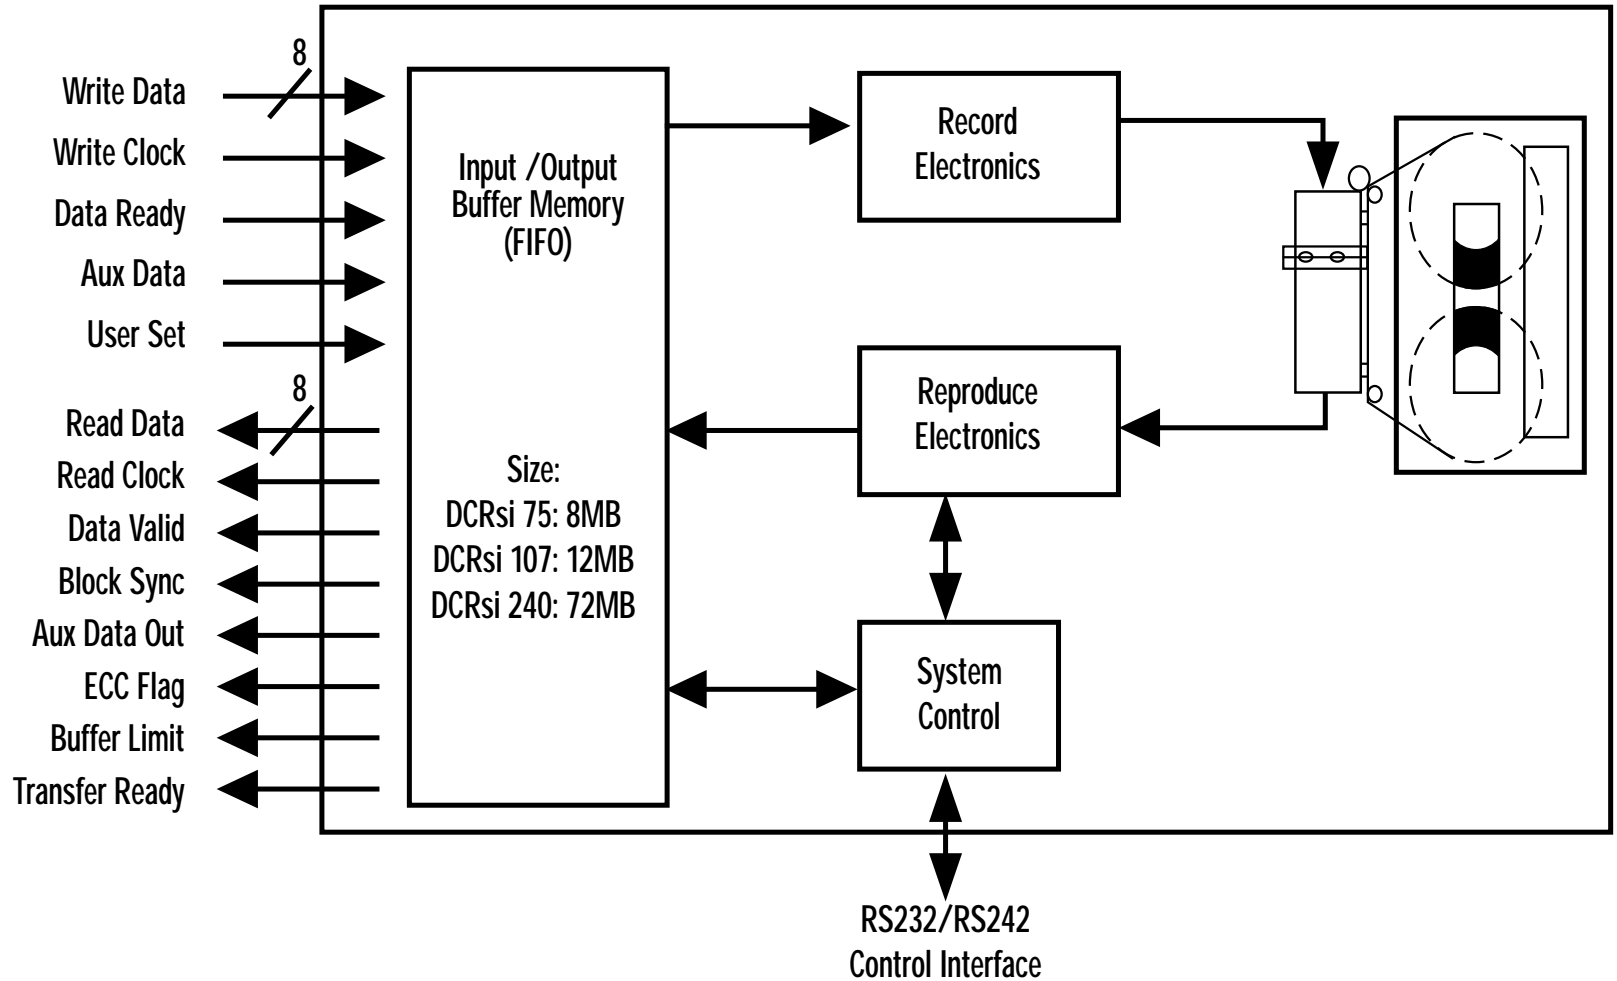 8
Write Data
Write Clock
Data Ready
Aux Data
User Set
8
Read Data
Read Clock
Data Valid
Block Sync
Aux Data Out
ECC Flag
Buffer Limit
Transfer Ready
Input /Output
Buffer Memory
(FIFO)
Size:
DCRsi 75: 8MB
DCRsi 107: 12MB
DCRsi 240: 72MB
Record
Electronics
Reproduce
Electronics
System
Control
RS232/RS242
Control Interface